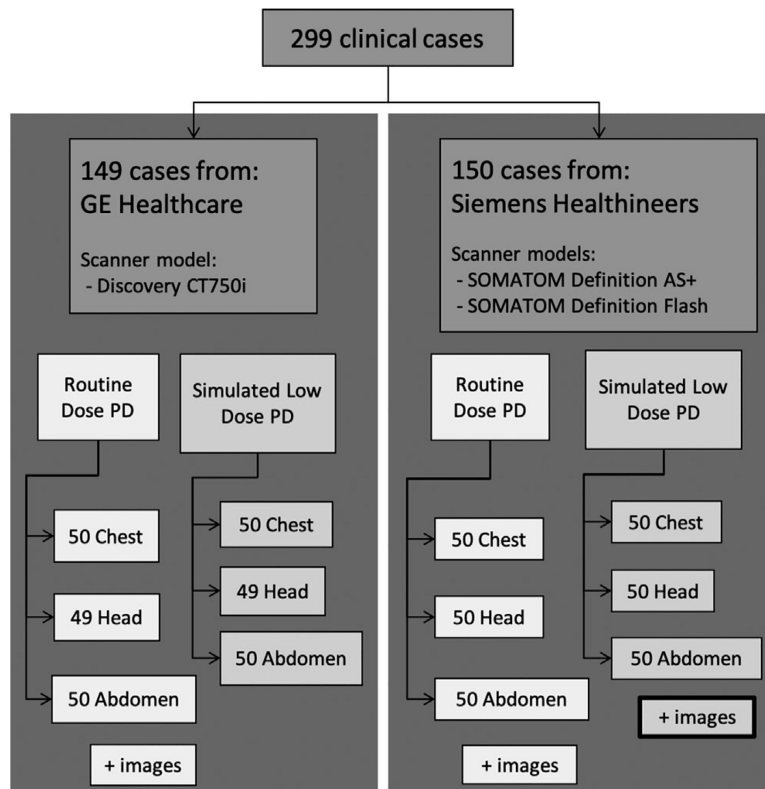 299 clinical cases
149 cases from:
GE Healthcare
Scanner model:
- Discovery CT750i
Routine
Dose PD
Simulated Low
Dose PD
50 Chest
49 Head
50 Abdomen
+ images
50 Chest
49 Head
50 Abdomen
150 cases from:
Siemens Healthineers
Scanner models:
- SOMATOM Definition AS+
- SOMATOM Definition Flash
Routine
Dose PD
Simulated Low
Dose PD
50 Chest
50 Head
50 Abdomen
+ images
50 Chest
50 Head
50 Abdomen
+ images